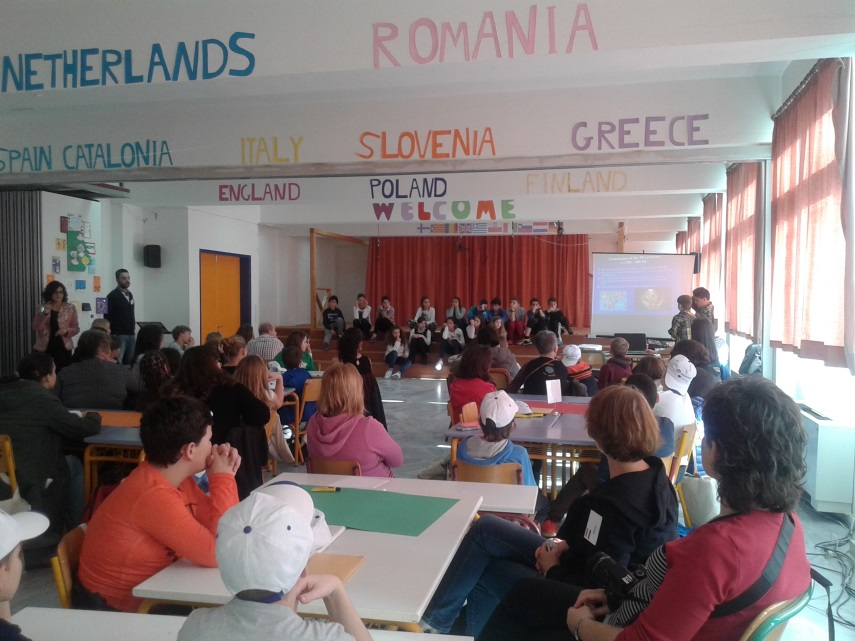 NETHERLANDS ROMANIA
SPAIN CATALONIA ITALY SLOVENIA GREECE
ENGLAND POLAND FINLAND
WELCOME